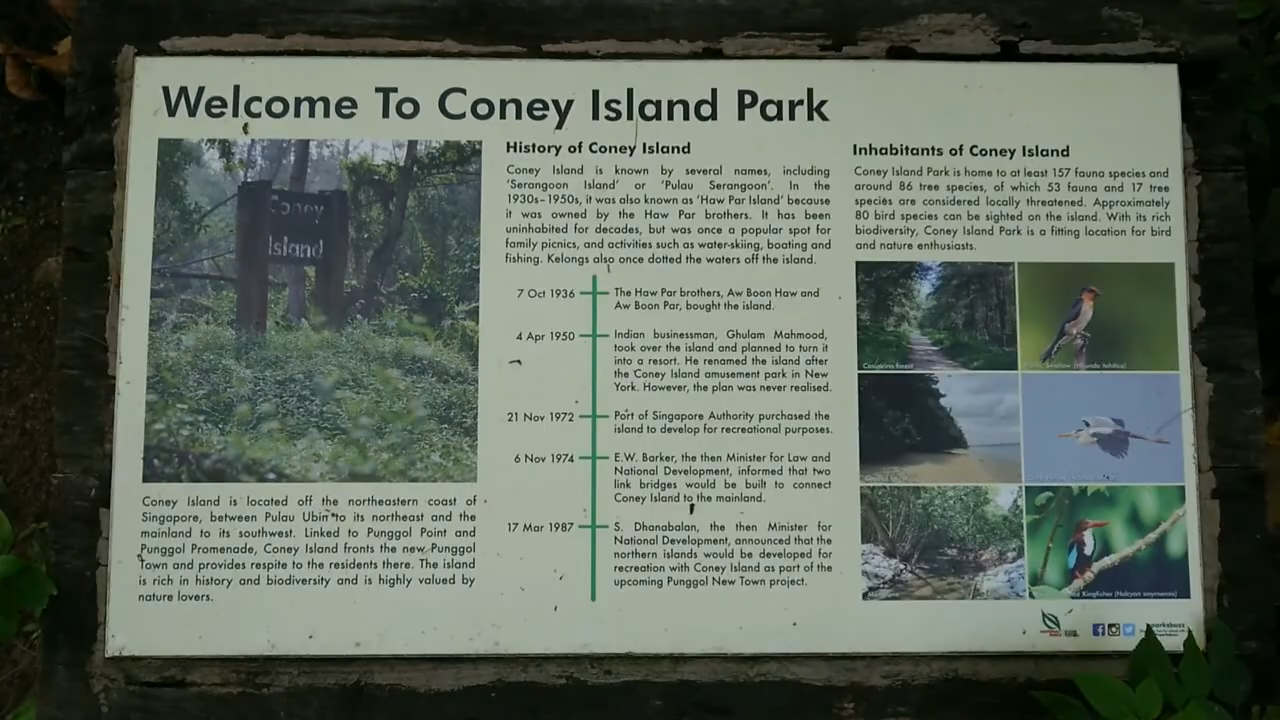 Welcome To Coney Island Park
Coney
Island
Coney Island is located off the northeastern coast of
Singapore, between Pulau Ubin to its northeast and the
mainland to its southwest. Linked to Punggol Point and
Punggol Promenade, Coney Island fronts the new Punggol
Town and provides respite to the residents there. The island
is rich in history and biodiversity and is highly valued by
nature lovers.
History of Coney Island
Coney Island is known by several names, including
‘Serangoon Island’ or ‘Pulau Serangoon’. In the
1930s–1950s, it was also known as ‘Haw Par Island’ because
it was owned by the Haw Par brothers. It has been
uninhabited for decades, but was once a popular spot for
family picnics, and activities such as water-skiing, boating and
fishing. Kelongs also once dotted the waters off the island.
7 Oct 1936
The Haw Par brothers, Aw Boon Haw and
Aw Boon Par, bought the island.
4 Apr 1950
Indian businessman, Ghulam Mahmood,
took over the island and planned to turn it
into a resort. He renamed the island after
the Coney Island amusement park in New
York. However, the plan was never realised.
21 Nov 1972
Port of Singapore Authority purchased the
island to develop for recreational purposes.
6 Nov 1974
E.W. Barker, the then Minister for Law and
National Development, informed that two
link bridges would be built to connect
Coney Island to the mainland.
17 Mar 1987
S. Dhanabalan, the then Minister for
National Development, announced that the
northern islands would be developed for
recreation with Coney Island as part of the
upcoming Punggol New Town project.
Inhabitants of Coney Island
Coney Island Park is home to at least 157 fauna species and
around 86 tree species, of which 53 fauna and 17 tree
species are considered locally threatened. Approximately
80 bird species can be sighted on the island. With its rich
biodiversity, Coney Island Park is a fitting location for bird
and nature enthusiasts.
Casuarina forest
Swallow (Hirundo tahitica)
Kingfisher (Halcyon smyrnensis)
parksbuzz